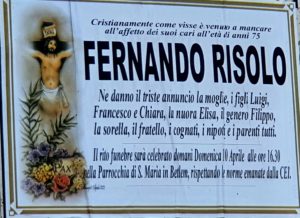 Cristianamente come visse è venuto a mancare
all'affetto dei suoi cari all'età di anni 75
FERNANDO RISOLO
Ne danno il triste annuncio la moglie, i figli Luigi,
Francesco e Chiara, la nuora Elisa, il genero Filippo,
la sorella, il fratello, i cognati, i nipoti e i parenti tutti.
Il rito funebre sarà celebrato domani Domenica 10 Aprile alle ore 16.30
nella Parrocchia di S. Maria in Betlem, rispettando le norme emanate dalla CEI.
PAX